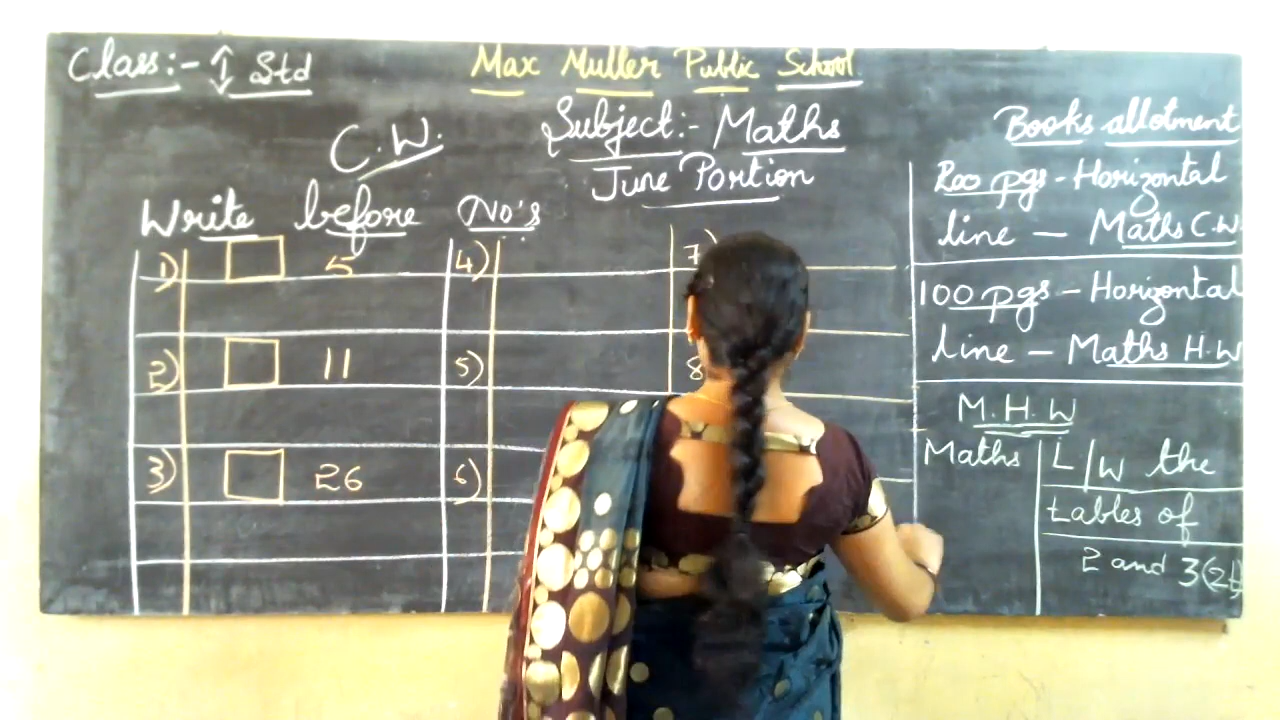 Class:- I Std
Max Muller Public School
Subject:- Maths
June Portion
C.W.
Write before No's
1) 5
2) 11
3) 26
4)
5)
6)
7)
8
Books allotment
200 pgs - Horizontal
line - Maths C.W.
100 pgs - Horizontal
line - Maths H.W
M.H.W
Maths L/W the
tables of
2 and 3